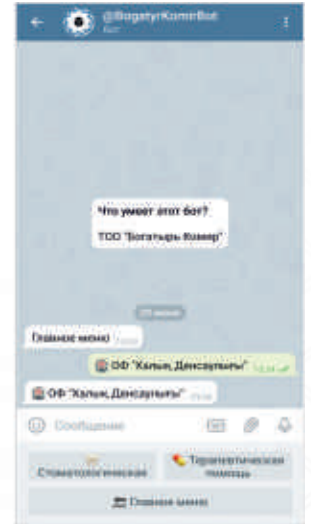 @BogatyrKomirBot
бот
Что умеет этот бот?
ТОО "Богатырь Комир"
Главное меню
ОФ "Халық Денсаулығы"
ОФ "Халық Денсаулығы"
Сообщение
Стоматологическая
Терапевтическая
помощь
Главное меню